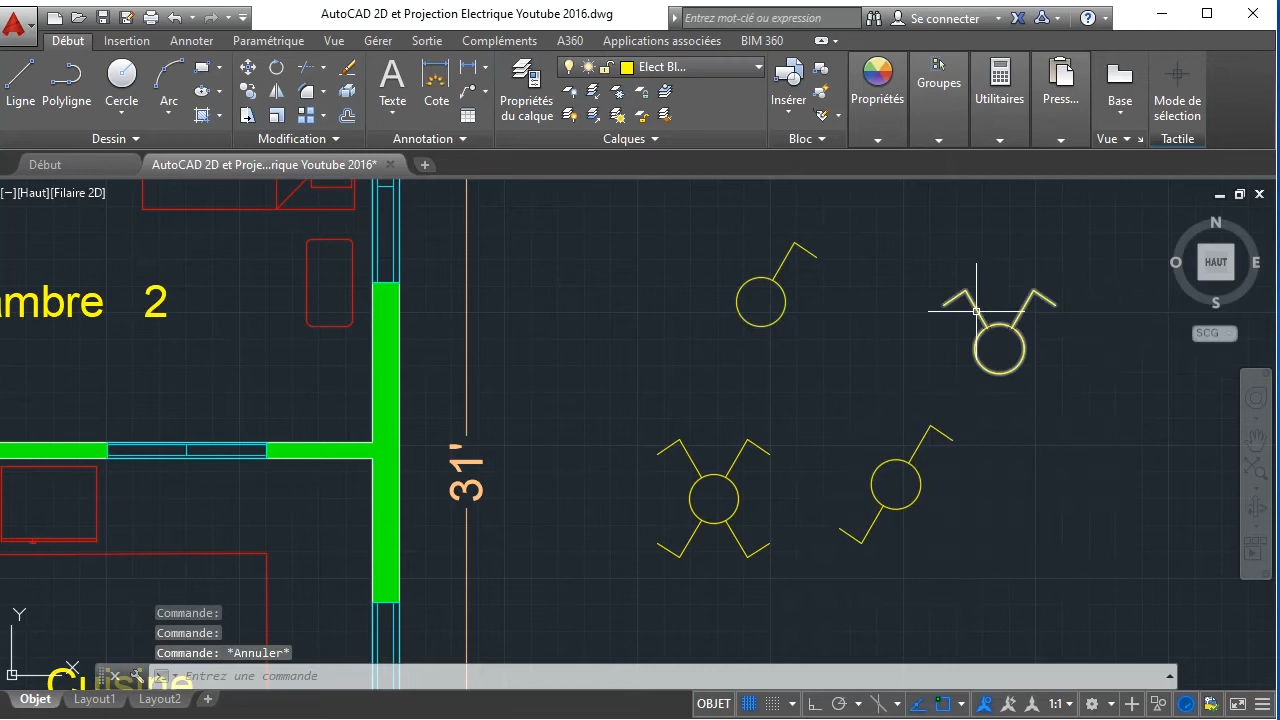 AutoCAD 2D et Projection Electrique Youtube 2016.dwg
Entrez mot-clé ou expression
Se connecter
Début Insertion Annoter Paramétrique Vue Gérer Sortie Compléments A360 Applications associées BIM 360
Elect Bl...
Ligne Polyligne Cercle Arc
Texte Cote
Propriétés du calque
Insérer
Propriétés
Groupes
Utilitaires
Press...
Base
Mode de sélection
Dessin Modification Annotation Calques Bloc Vue Tactile
Début
AutoCAD 2D et Proje...rique Youtube 2016*
[−][Haut][Filaire 2D]
N
O HAUT E
S
SCG
ambre 2
31'
Y
X
Cuisine
Commande:
Commande:
Commande: *Annuler*
Entrez une commande
Objet Layout1 Layout2 +
OBJET
1:1